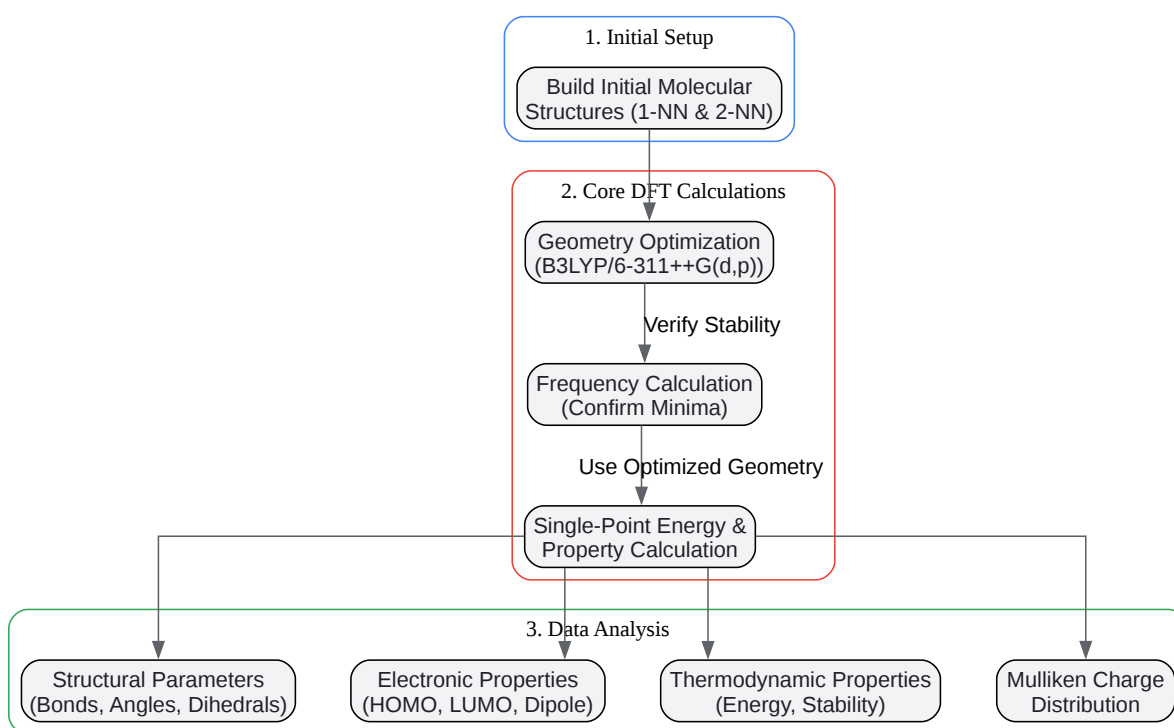 1. Initial Setup
Build Initial Molecular
Structures (1-NN & 2-NN)
2. Core DFT Calculations
Geometry Optimization
(B3LYP/6-311++G(d,p))
Verify Stability
Frequency Calculation
(Confirm Minima)
Use Optimized Geometry
Single-Point Energy &
Property Calculation
3. Data Analysis
Structural Parameters
(Bonds, Angles, Dihedrals)
Electronic Properties
(HOMO, LUMO, Dipole)
Thermodynamic Properties
(Energy, Stability)
Mulliken Charge
Distribution